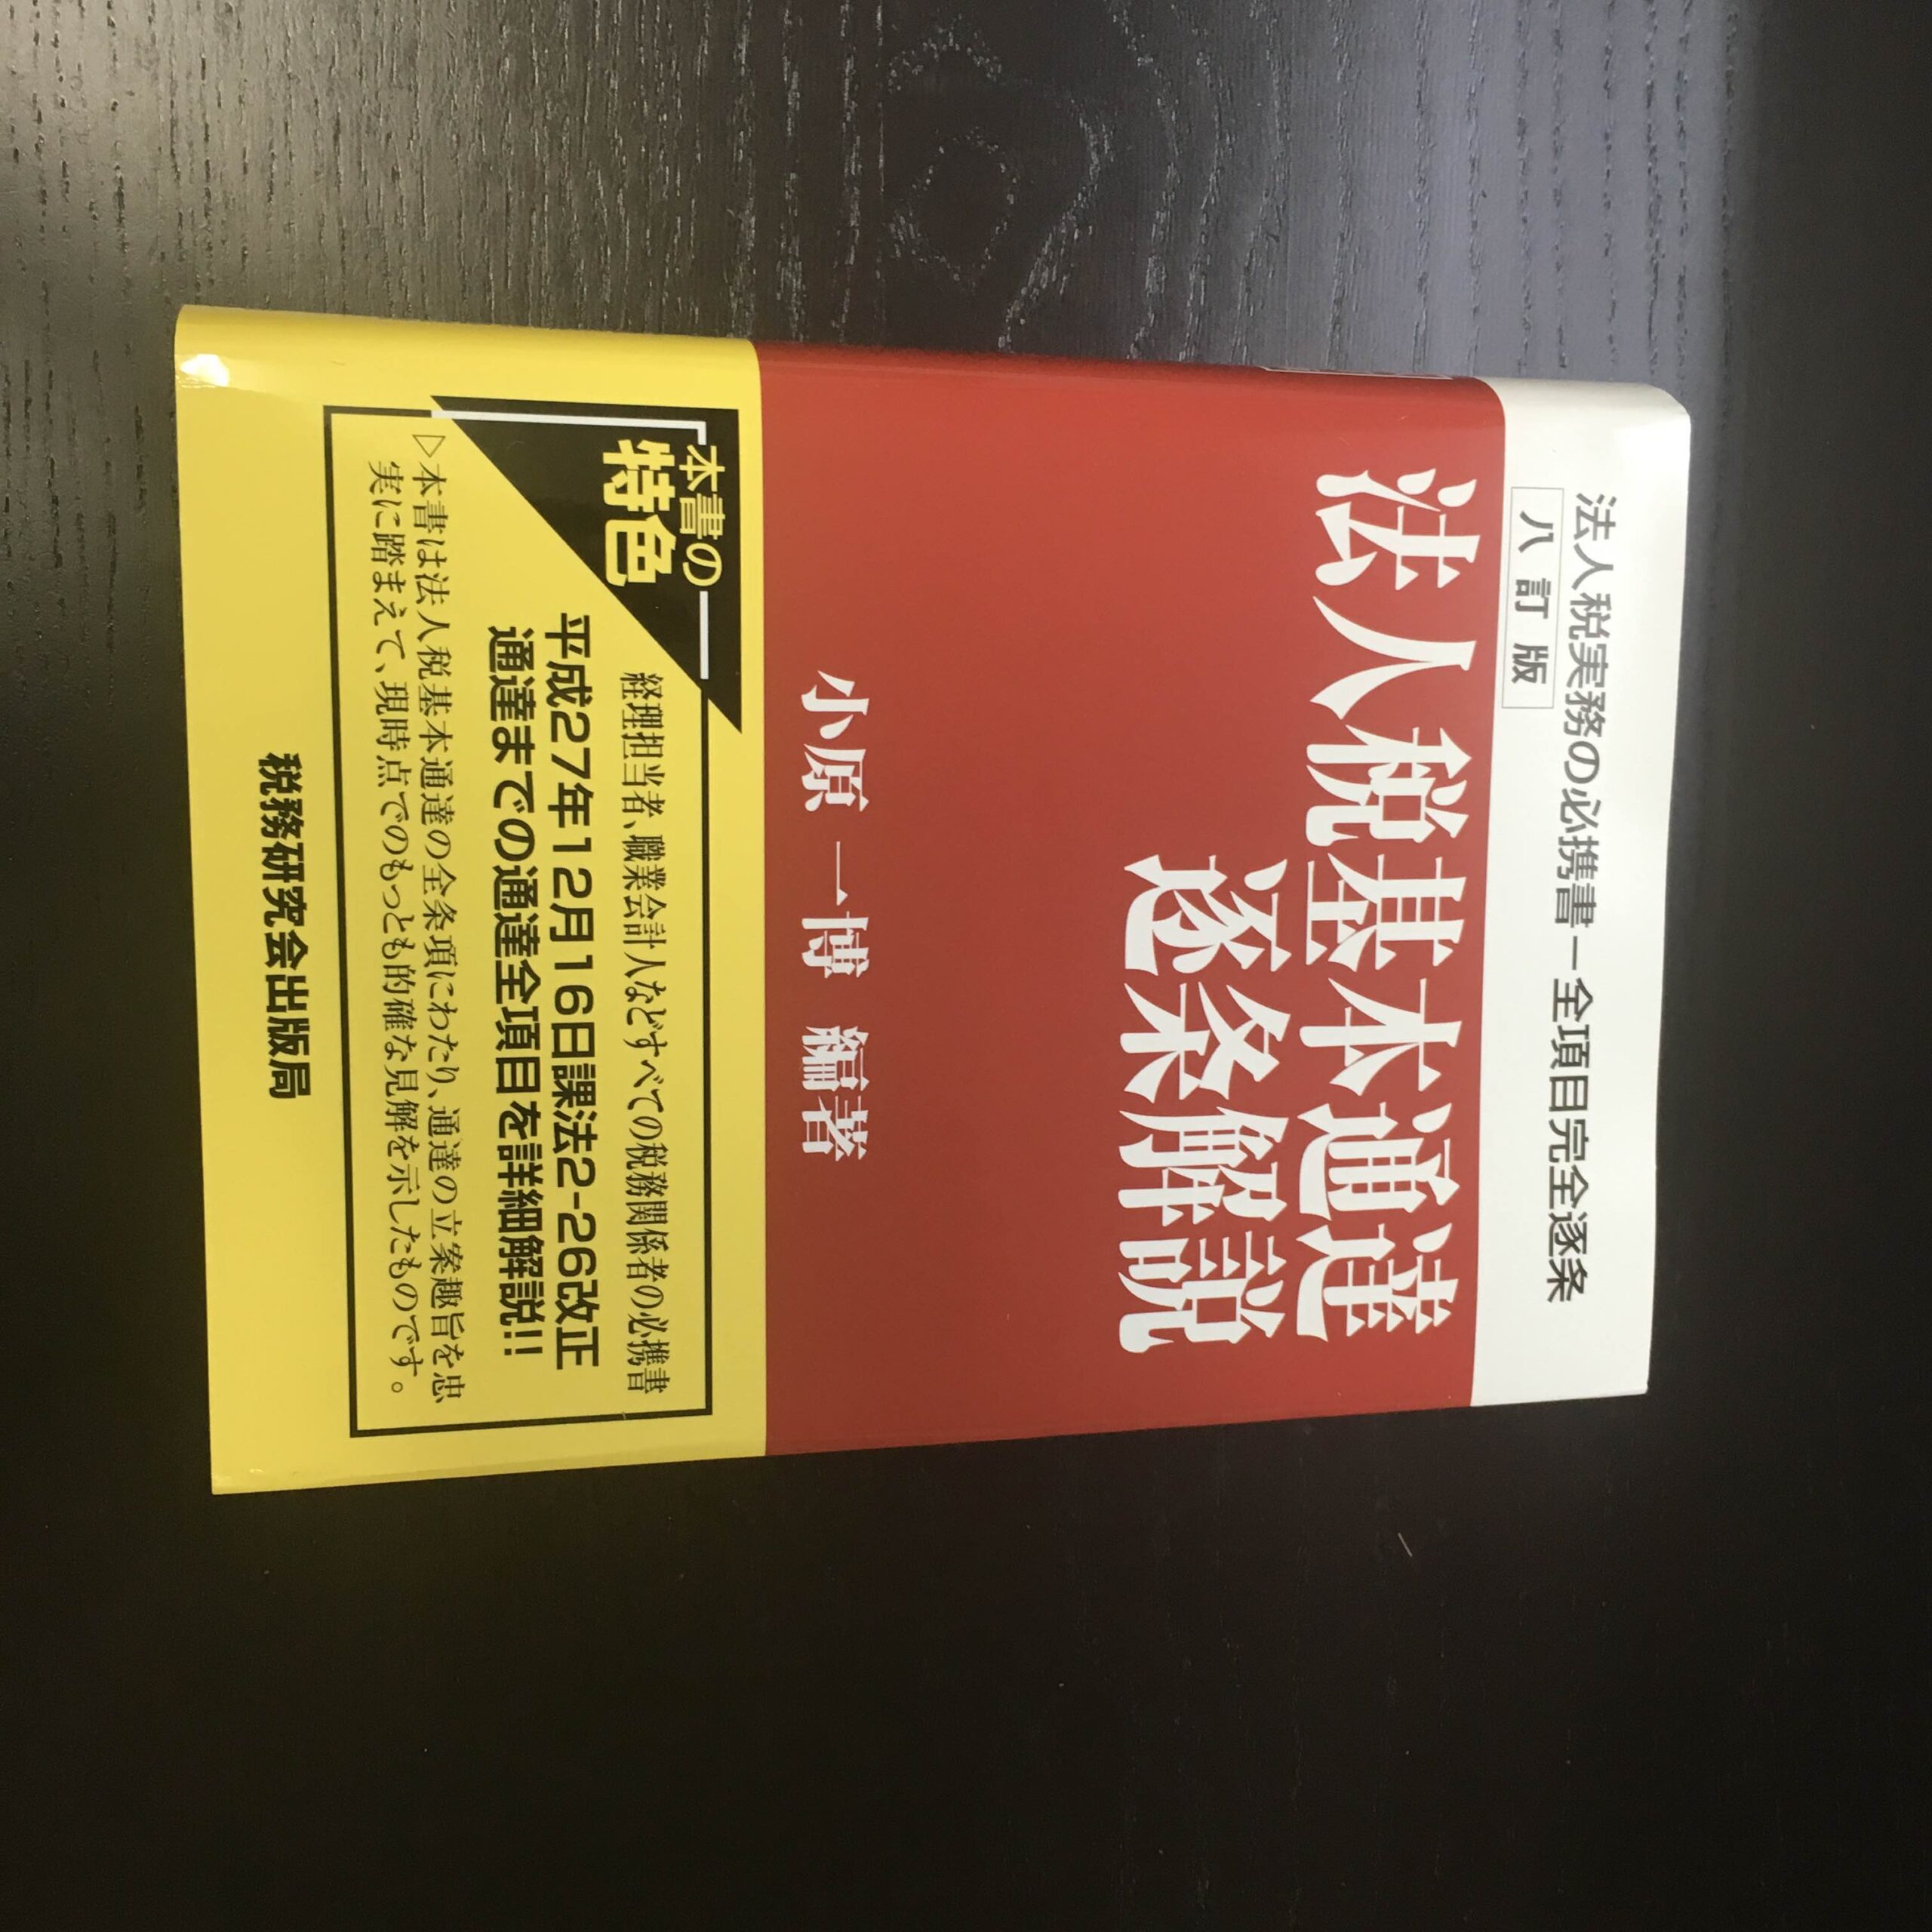 法人税実務の必携書－全項目完全逐条
八訂版
法人税基本通達
逐条解説
小原 一博 編著
本書の
特色
経理担当者、職業会計人などすべての税務関係者の必携書
平成27年12月16日課法2-26改正
通達までの通達全項目を詳細解説!!
▷本書は法人税基本通達の全条項にわたり、通達の立案趣旨を忠
実に踏まえて、現時点でのもっとも的確な見解を示したものです。
税務研究会出版局